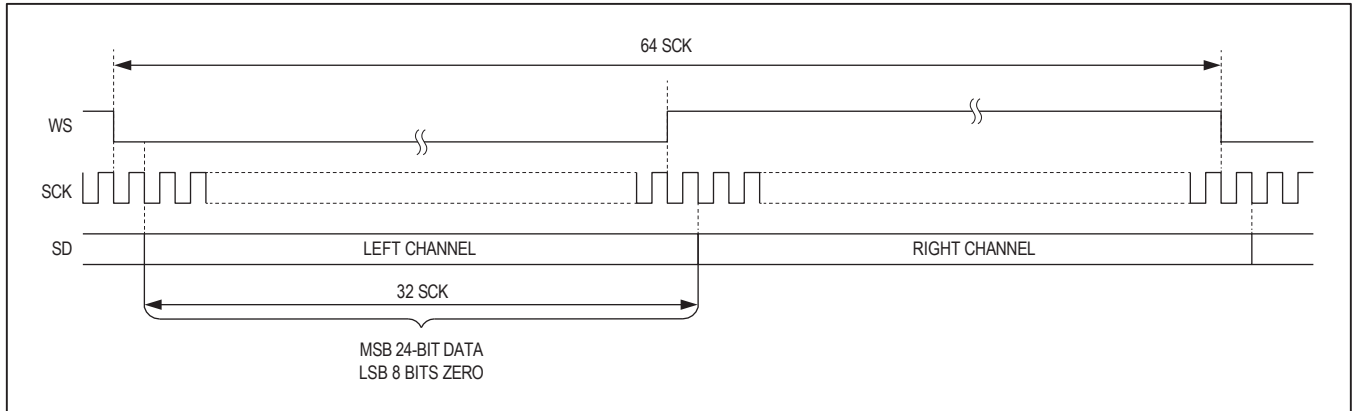 64 SCK
WS
SCK
SD
LEFT CHANNEL
RIGHT CHANNEL
32 SCK
MSB 24-BIT DATA
LSB 8 BITS ZERO